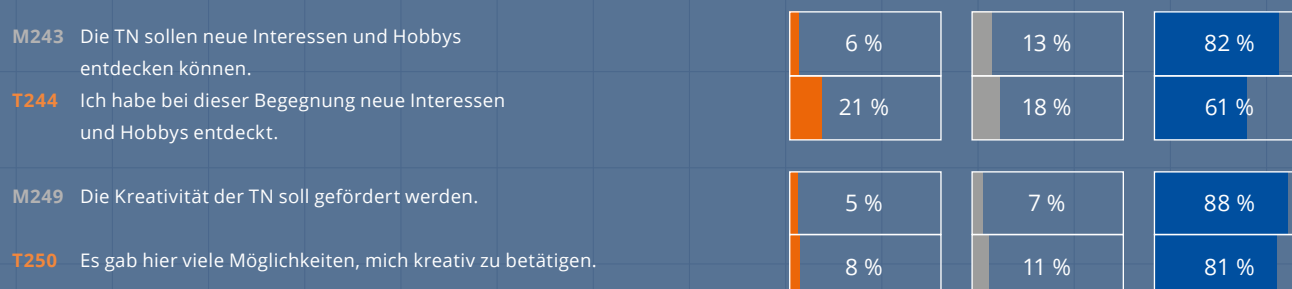 M243 Die TN sollen neue Interessen und Hobbys 6 % 13 % 82 %
entdecken können.
T244 Ich habe bei dieser Begegnung neue Interessen 21 % 18 % 61 %
und Hobbys entdeckt.
M249 Die Kreativität der TN soll gefördert werden. 5 % 7 % 88 %
T250 Es gab hier viele Möglichkeiten, mich kreativ zu betätigen. 8 % 11 % 81 %